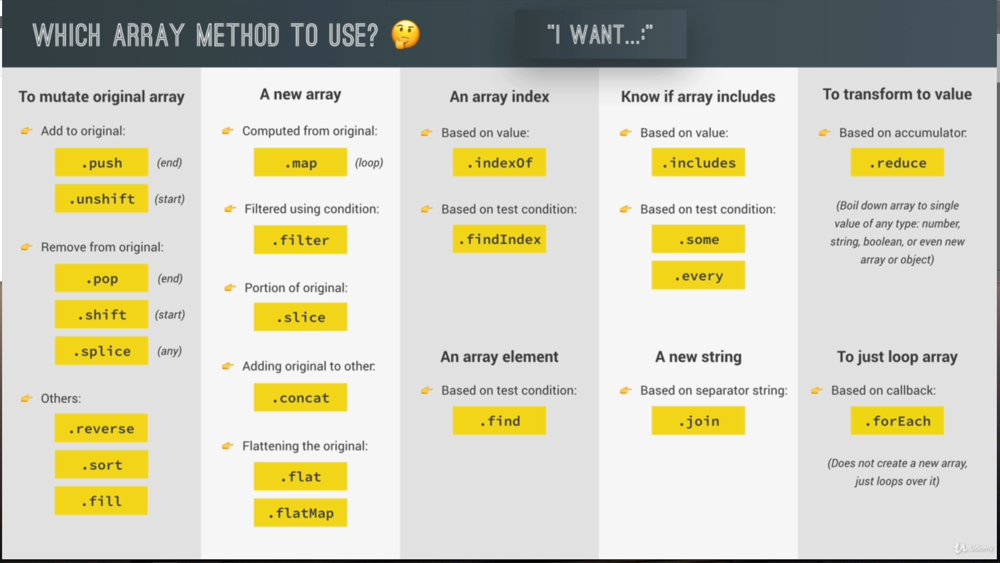 WHICH ARRAY METHOD TO USE? 🤔
"I WANT...:"
To mutate original array
👉 Add to original:
.push (end)
.unshift (start)
👉 Remove from original:
.pop (end)
.shift (start)
.splice (any)
👉 Others:
.reverse
.sort
.fill
A new array
👉 Computed from original:
.map (loop)
👉 Filtered using condition:
.filter
👉 Portion of original:
.slice
👉 Adding original to other:
.concat
👉 Flattening the original:
.flat
.flatMap
An array index
👉 Based on value:
.indexOf
👉 Based on test condition:
.findIndex
An array element
👉 Based on test condition:
.find
Know if array includes
👉 Based on value:
.includes
👉 Based on test condition:
.some
.every
A new string
👉 Based on separator string:
.join
To transform to value
👉 Based on accumulator:
.reduce
(Boil down array to single
value of any type: number,
string, boolean, or even new
array or object)
To just loop array
👉 Based on callback:
.forEach
(Does not create a new array,
just loops over it)
Udemy